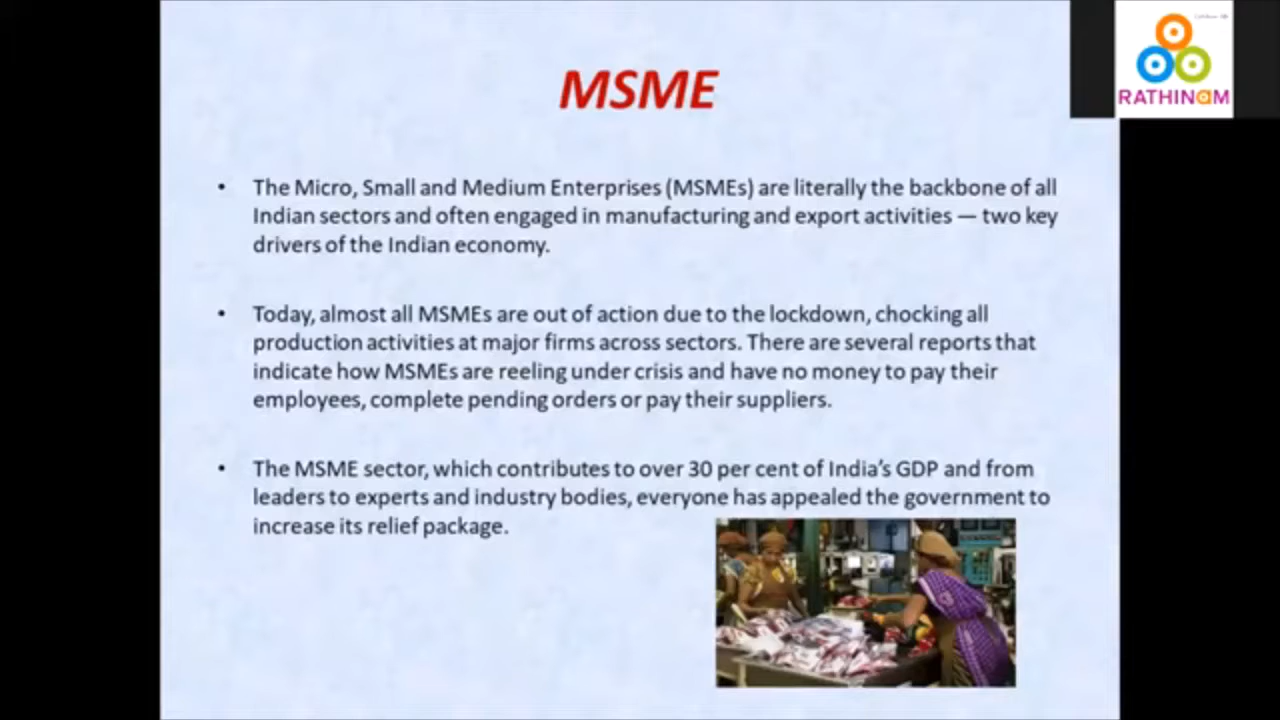 MSME
RATHINAM
• The Micro, Small and Medium Enterprises (MSMEs) are literally the backbone of all
Indian sectors and often engaged in manufacturing and export activities — two key
drivers of the Indian economy.
• Today, almost all MSMEs are out of action due to the lockdown, chocking all
production activities at major firms across sectors. There are several reports that
indicate how MSMEs are reeling under crisis and have no money to pay their
employees, complete pending orders or pay their suppliers.
• The MSME sector, which contributes to over 30 per cent of India's GDP and from
leaders to experts and industry bodies, everyone has appealed the government to
increase its relief package.